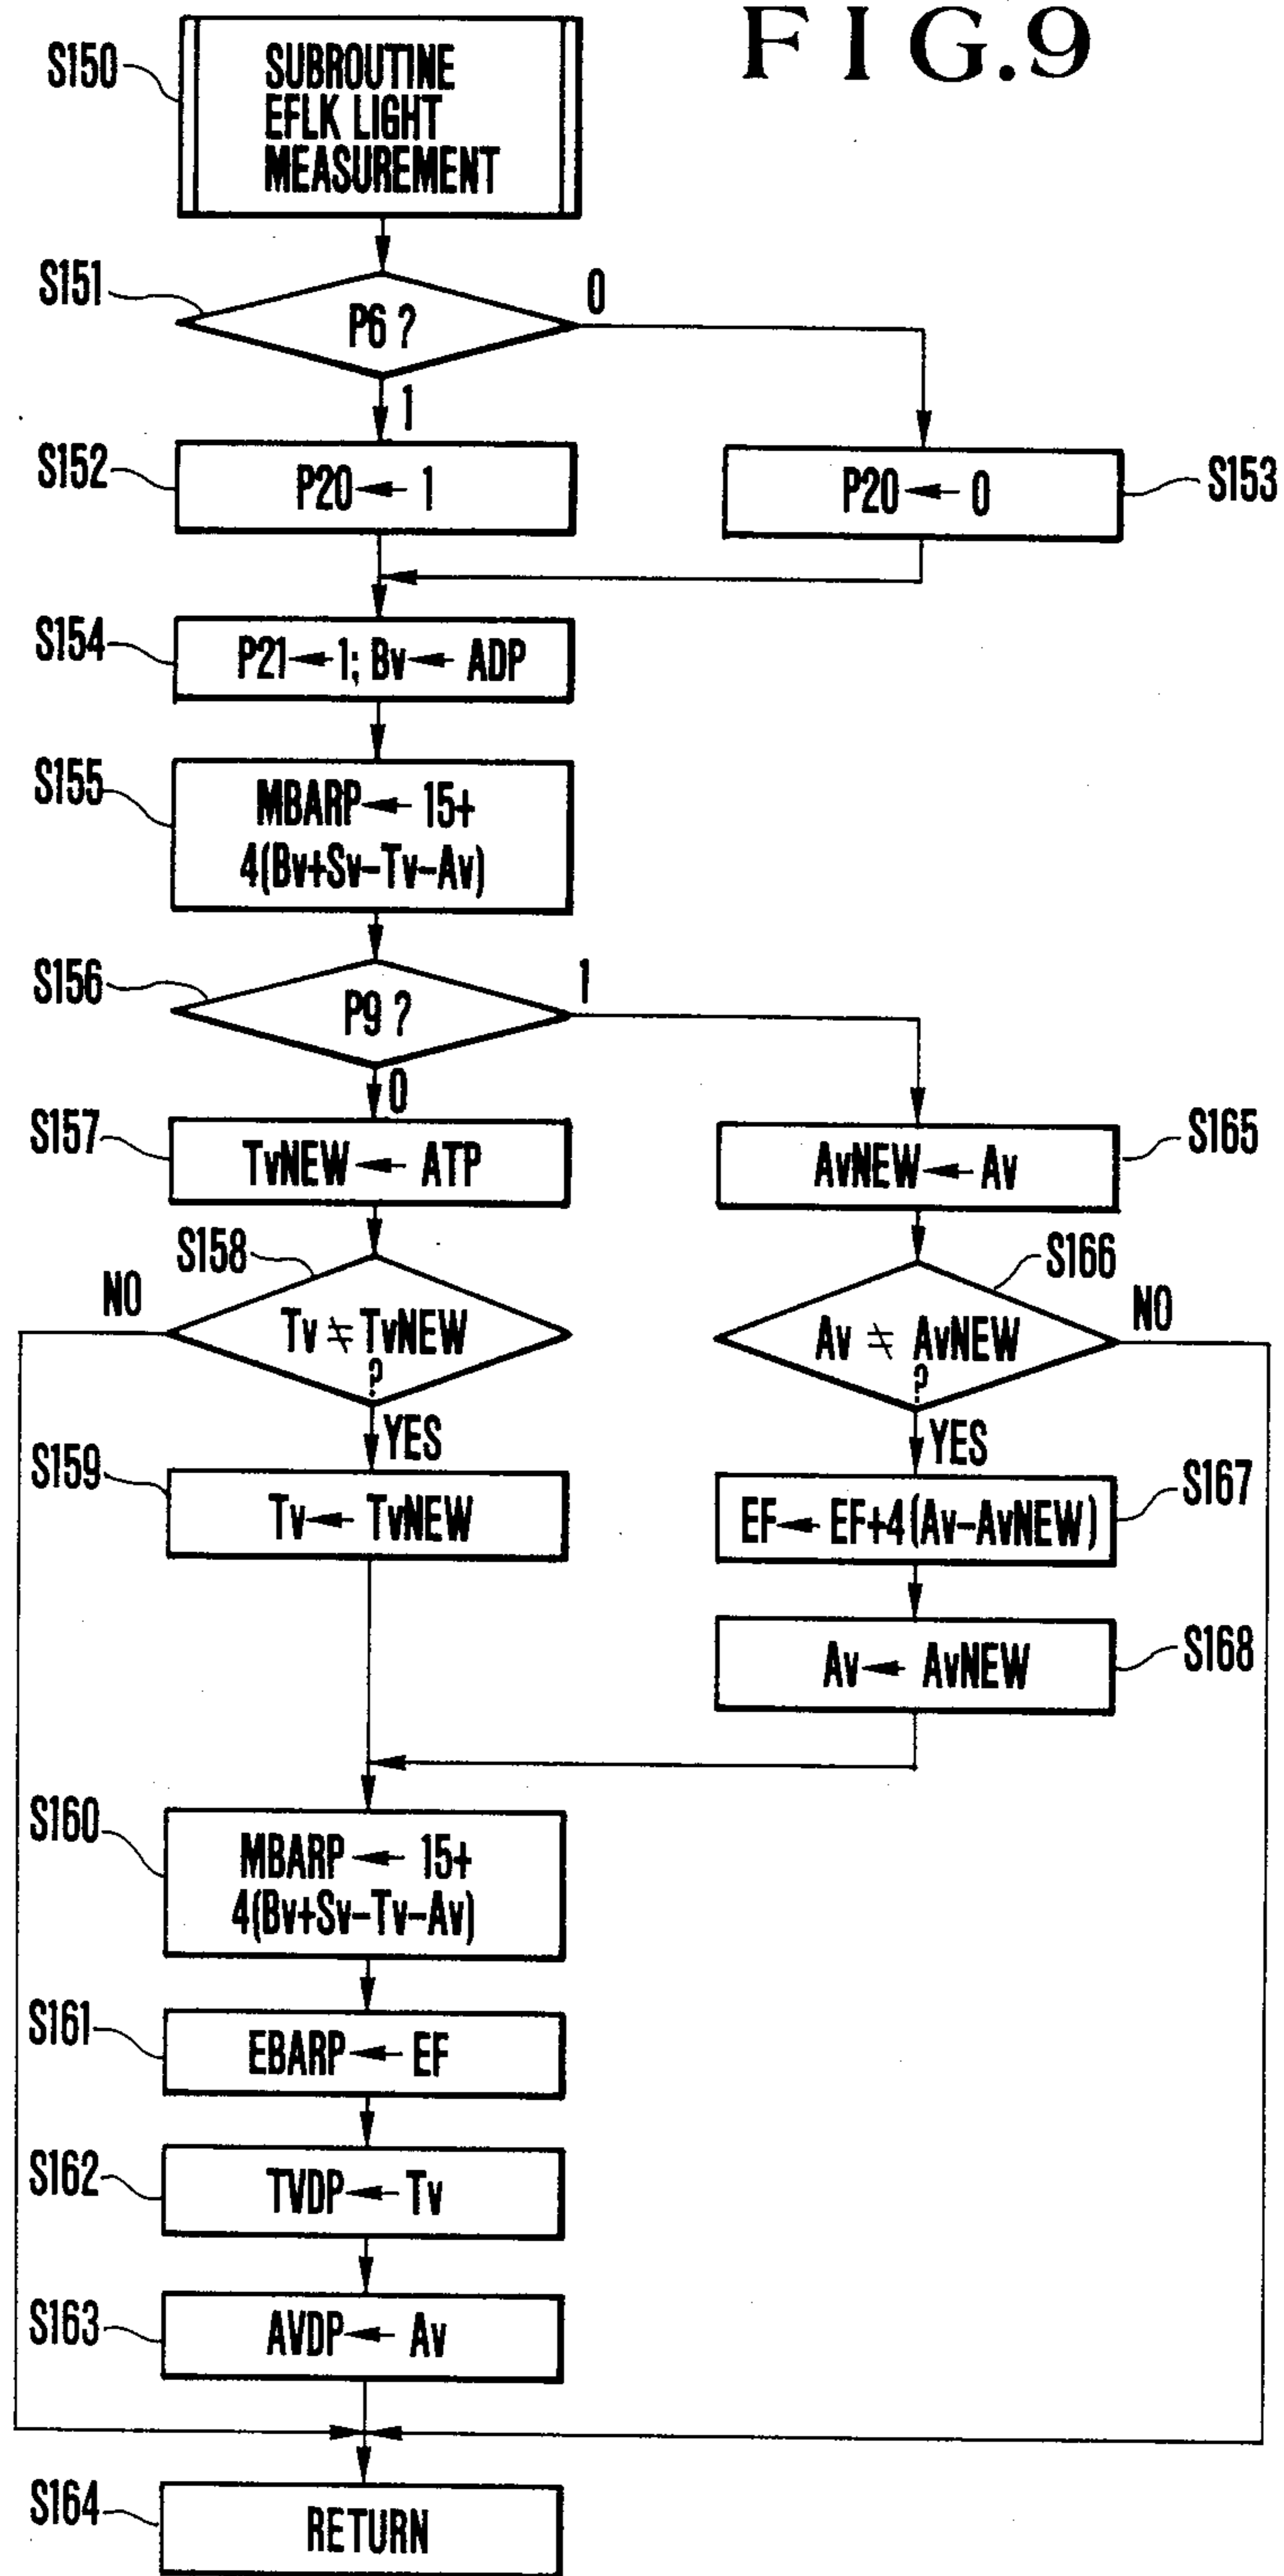 FIG.9
S150
SUBROUTINE
EFLK LIGHT
MEASUREMENT
S151
P6 ?
0
1
S152
P20 ← 1
P20 ← 0
S153
S154
P21 ← 1; Bv ← ADP
S155
MBARP ← 15+
4(Bv+Sv-Tv-Av)
S156
P9 ?
1
0
S157
TvNEW ← ATP
AvNEW ← Av
S165
S158
NO
Tv ≠ TvNEW
?
YES
S166
NO
Av ≠ AvNEW
?
YES
S159
Tv ← TvNEW
EF ← EF+4(Av-AvNEW)
S167
Av ← AvNEW
S168
S160
MBARP ← 15+
4(Bv+Sv-Tv-Av)
S161
EBARP ← EF
S162
TVDP ← Tv
S163
AVDP ← Av
S164
RETURN